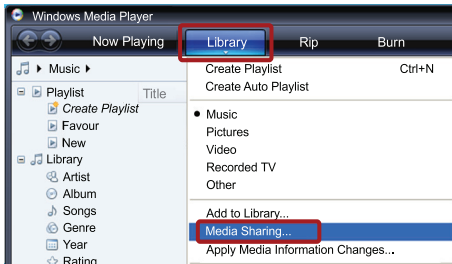 Windows Media Player
Now Playing Library Rip Burn
Music
Playlist Title
Create Playlist
Favour
New
Library
Artist
Album
Songs
Genre
Year
Rating
Create Playlist Ctrl+N
Create Auto Playlist
Music
Pictures
Video
Recorded TV
Other
Add to Library...
Media Sharing...
Apply Media Information Changes...